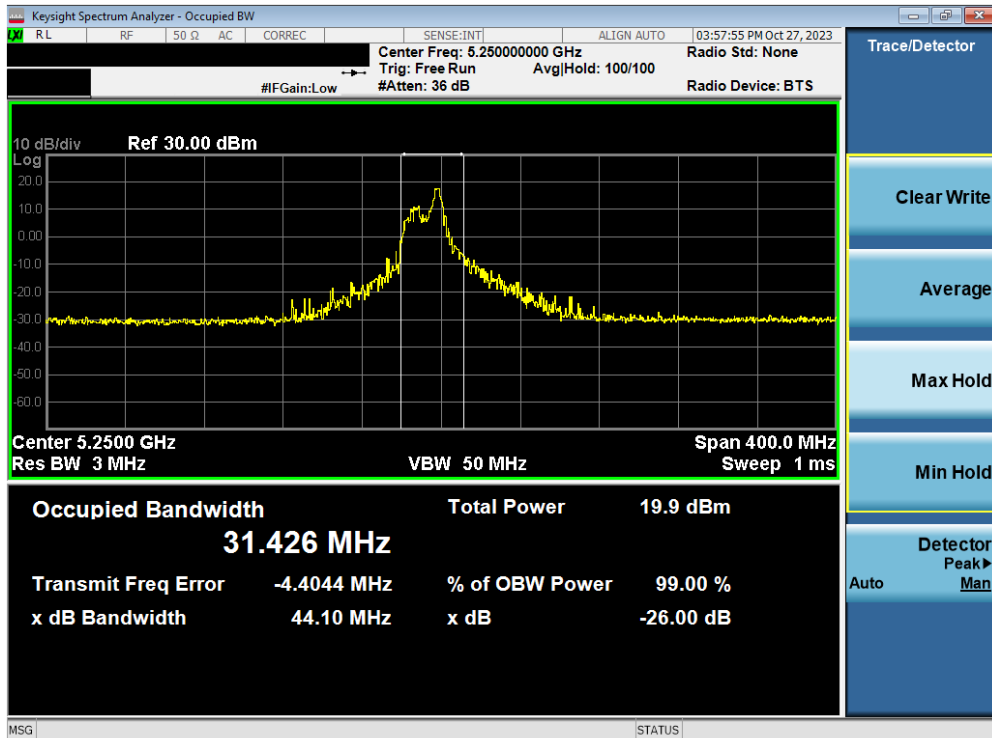 Keysight Spectrum Analyzer - Occupied BW
LXI RL RF 50 Ω AC CORREC SENSE:INT ALIGN AUTO 03:57:55 PM Oct 27, 2023
Center Freq: 5.250000000 GHz Radio Std: None
Trig: Free Run Avg|Hold: 100/100
#IFGain:Low #Atten: 36 dB Radio Device: BTS
10 dB/div Ref 30.00 dBm
Log
20.0
10.0
0.00
-10.0
-20.0
-30.0
-40.0
-50.0
-60.0
Center 5.2500 GHz Span 400.0 MHz
Res BW 3 MHz VBW 50 MHz Sweep 1 ms
Occupied Bandwidth Total Power 19.9 dBm
31.426 MHz
Transmit Freq Error -4.4044 MHz % of OBW Power 99.00 %
x dB Bandwidth 44.10 MHz x dB -26.00 dB
Trace/Detector
Clear Write
Average
Max Hold
Min Hold
Detector
Peak▶
Auto Man
MSG STATUS